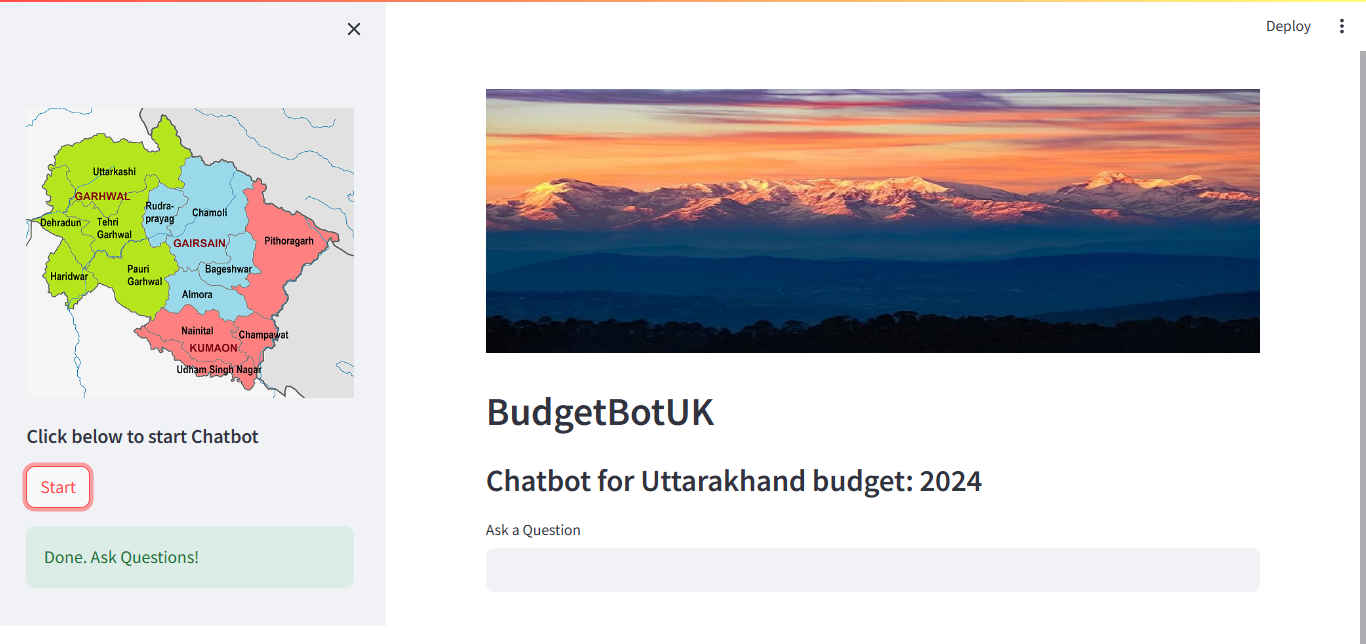 Deploy
Uttarkashi
GARHWAL
Rudra-
prayag
Chamoli
Dehradun
Tehri
Garhwal
GAIRSAIN
Pithoragarh
Haridwar
Pauri
Garhwal
Bageshwar
Almora
Nainital
Champawat
KUMAON
Udham Singh Nagar
Click below to start Chatbot
Start
Done. Ask Questions!
BudgetBotUK
Chatbot for Uttarakhand budget: 2024
Ask a Question